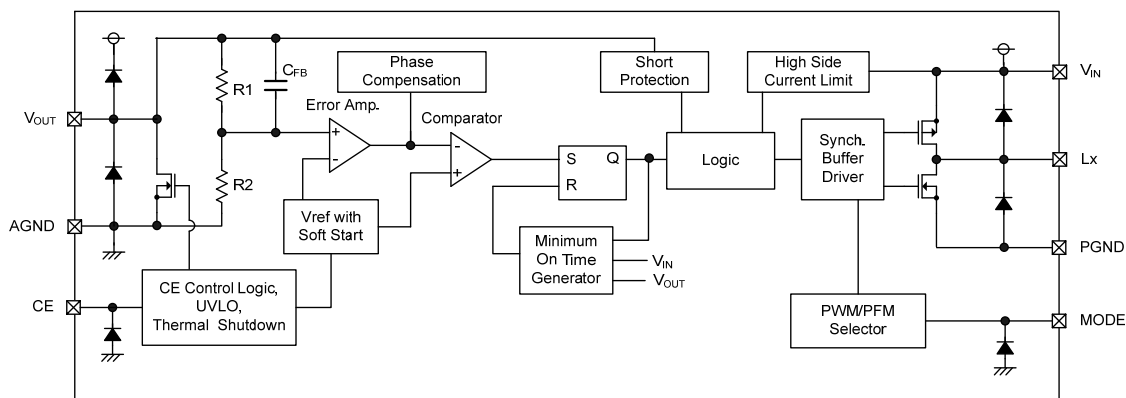 Phase
Compensation
Short
Protection
High Side
Current Limit
VIN
R1
CFB
Error Amp.
Comparator
VOUT
+
-
-
+
S
Q
R
Logic
Synch.
Buffer
Driver
Lx
R2
AGND
Vref with
Soft Start
Minimum
On Time
Generator
VIN
VOUT
PGND
CE
CE Control Logic,
UVLO,
Thermal Shutdown
PWM/PFM
Selector
MODE